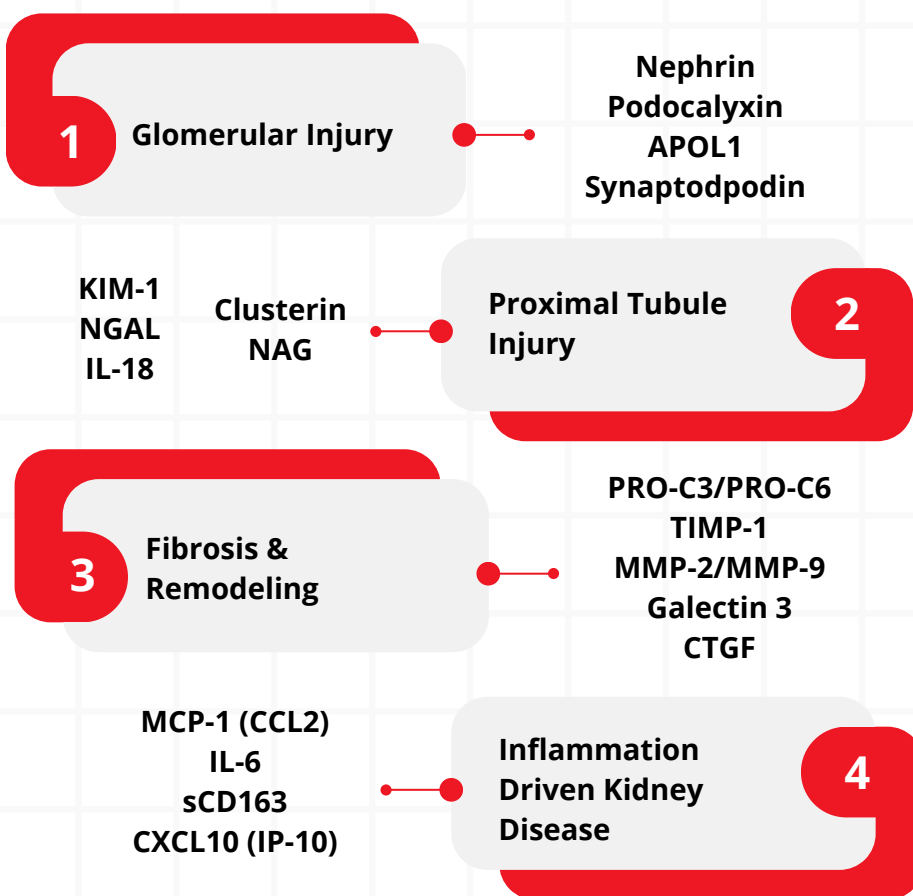 1
Glomerular Injury
Nephrin
Podocalyxin
APOL1
Synaptodpodin
KIM-1
NGAL
IL-18
Clusterin
NAG
Proximal Tubule
Injury
2
3
Fibrosis &
Remodeling
PRO-C3/PRO-C6
TIMP-1
MMP-2/MMP-9
Galectin 3
CTGF
MCP-1 (CCL2)
IL-6
sCD163
CXCL10 (IP-10)
Inflammation
Driven Kidney
Disease
4